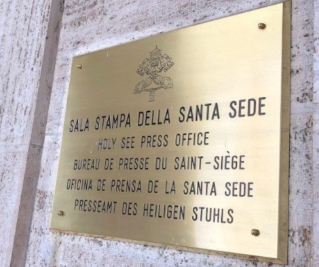 SALA STAMPA DELLA SANTA SEDE
HOLY SEE PRESS OFFICE
BUREAU DE PRESSE DU SAINT-SIÈGE
OFICINA DE PRENSA DE LA SANTA SEDE
PRESSEAMT DES HEILIGEN STUHLS